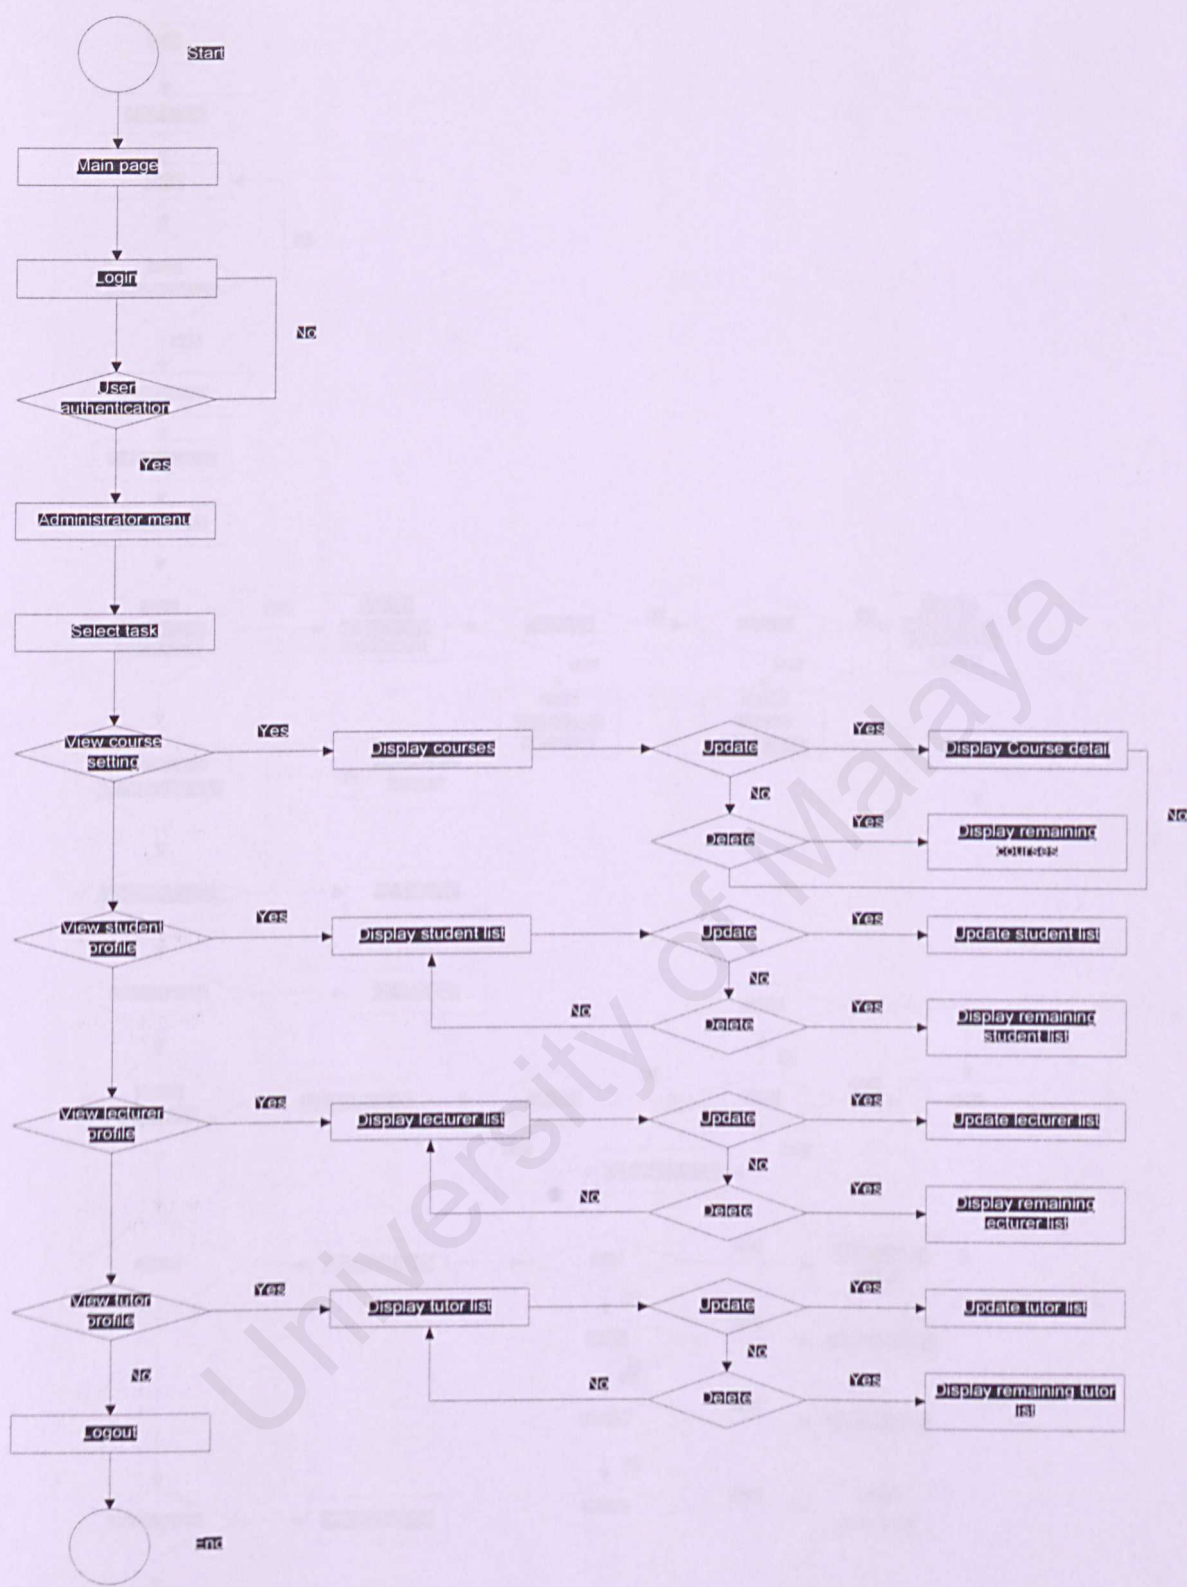 Start
Main page
Login
No
User
authentication
Yes
Administrator menu
Select task
View course
setting
Yes
Display courses
Update
Yes
Display Course detail
No
Delete
Yes
Display remaining
courses
No
View student
profile
Yes
Display student list
Update
Yes
Update student list
No
No
Delete
Yes
Display remaining
student list
View lecturer
profile
Yes
Display lecturer list
Update
Yes
Update lecturer list
No
No
Delete
Yes
Display remaining
lecturer list
View tutor
profile
Yes
Display tutor list
Update
Yes
Update tutor list
No
No
No
Delete
Yes
Display remaining tutor
list
Logout
End
University of Malaya